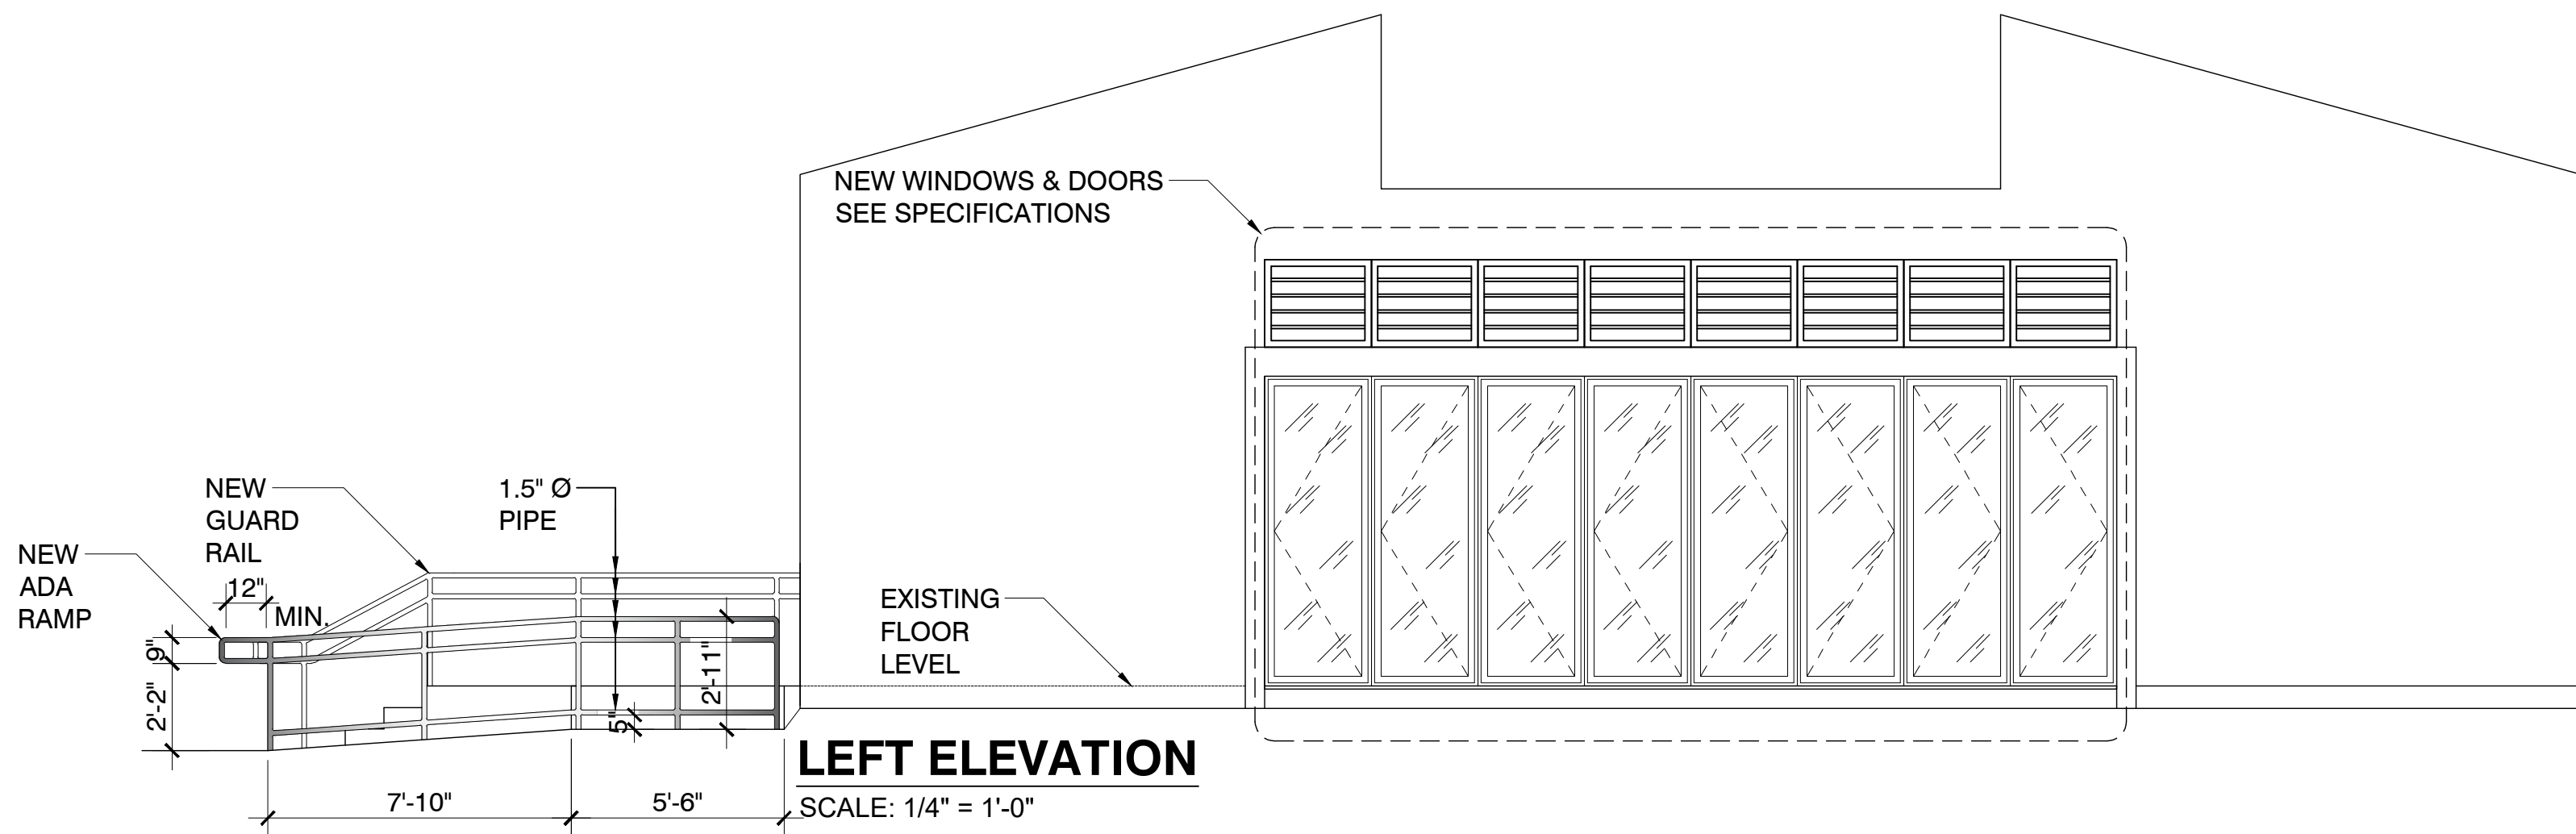 NEW WINDOWS & DOORS
SEE SPECIFICATIONS
NEW
GUARD
RAIL
1.5" Ø
PIPE
NEW
ADA
RAMP
12"
MIN.
EXISTING
FLOOR
LEVEL
9"
2'-2"
2'-11"
5"
LEFT ELEVATION
7'-10"
5'-6"
SCALE: 1/4" = 1'-0"